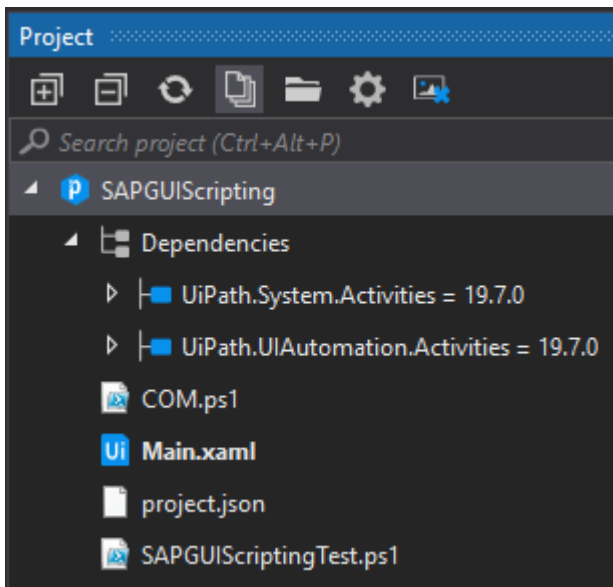 Project
Search project (Ctrl+Alt+P)
SAPGUIScripting
Dependencies
UiPath.System.Activities = 19.7.0
UiPath.UIAutomation.Activities = 19.7.0
COM.ps1
Ui Main.xaml
project.json
SAPGUIScriptingTest.ps1